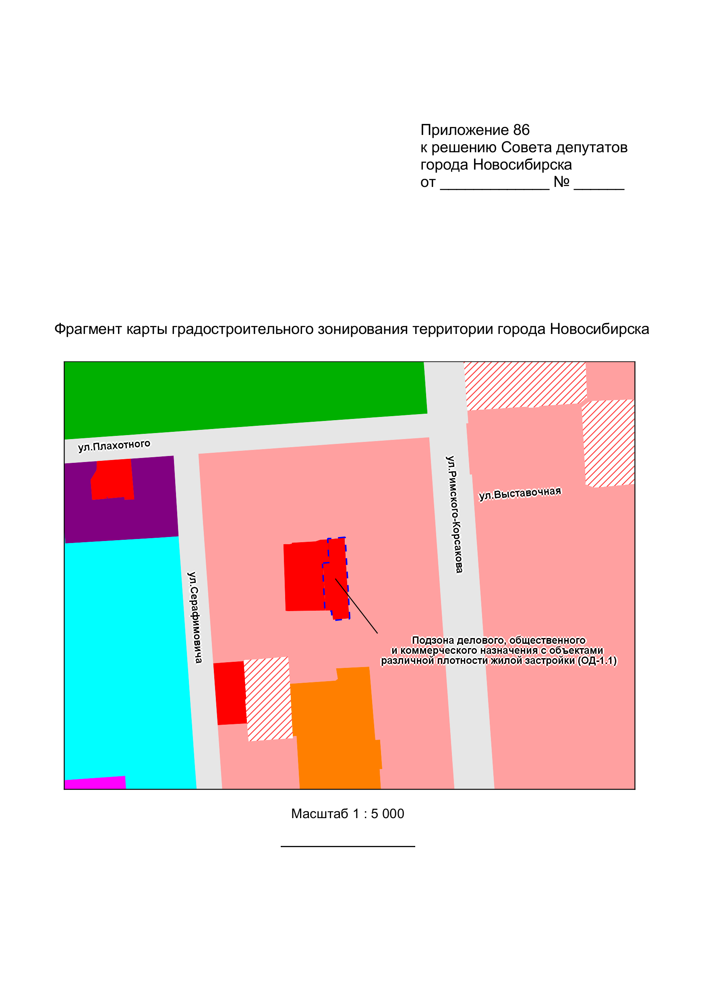 Приложение 86
к решению Совета депутатов
города Новосибирска
от _____________ № ______
Фрагмент карты градостроительного зонирования территории города Новосибирска
ул.Плахотного
ул.Римского-Корсакова
ул.Выставочная
ул.Серафимовича
Подзона делового, общественного
и коммерческого назначения с объектами
различной плотности жилой застройки (ОД-1.1)
Масштаб 1 : 5 000